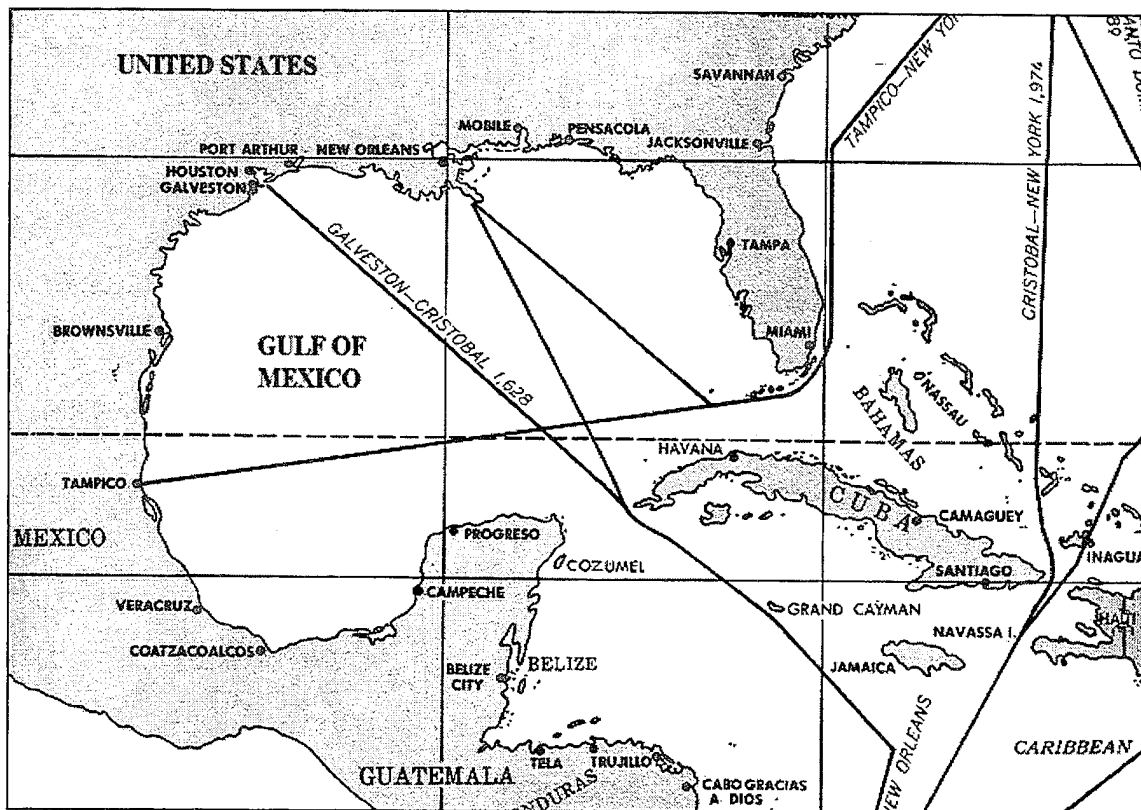 UNITED STATES
SAVANNAH
TAMPICO—NEW YORK
CRISTOBAL—NEW YORK 1,974
89
MOBILE
PENSACOLA
JACKSONVILLE
PORT ARTHUR
NEW ORLEANS
HOUSTON
GALVESTON
GALVESTON—CRISTOBAL 1,628
TAMPA
BROWNSVILLE
MIAMI
GULF OF
MEXICO
NASSAU
BAHAMAS
HAVANA
TAMPICO
CUBA
CAMAGUEY
MEXICO
PROGRESO
COZUMEL
INAGUA
SANTIAGO
CAMPECHE
VERACRUZ
GRAND CAYMAN
HAITI
NAVASSA I.
COATZACOALCOS
JAMAICA
BELIZE
CITY
BELIZE
NEW ORLEANS
CARIBBEAN
TELA
TRUJILLO
GUATEMALA
CABO GRACIAS
A DIOS
NDURAS